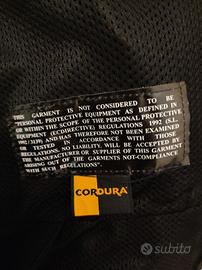 THIS GARMENT IS NOT CONSIDERED TO BE
"PERSONAL PROTECTIVE EQUIPMENT AS DEFINED IN
OR WITHIN THE SCOPE OF THE PERSONAL PROTECTIVE
EQUIPMENT (EC DIRECTIVE) REGULATIONS 1992 (S.I.
1992/3139) AND HAS THEREFORE NOT BEEN EXAMINED
OR TESTED IN ACCORDANCE WITH THOSE
REGULATIONS. NO LIABILITY. WILL BE ACCEPTED BY
THE MANUFACTURER OR SUPPLIER OF THIS GARMENT
ARISING OUT OF THE GARMENTS NOT-COMPLIANCE
WITH SUCH REGULATIONS".
CORDURA
subito